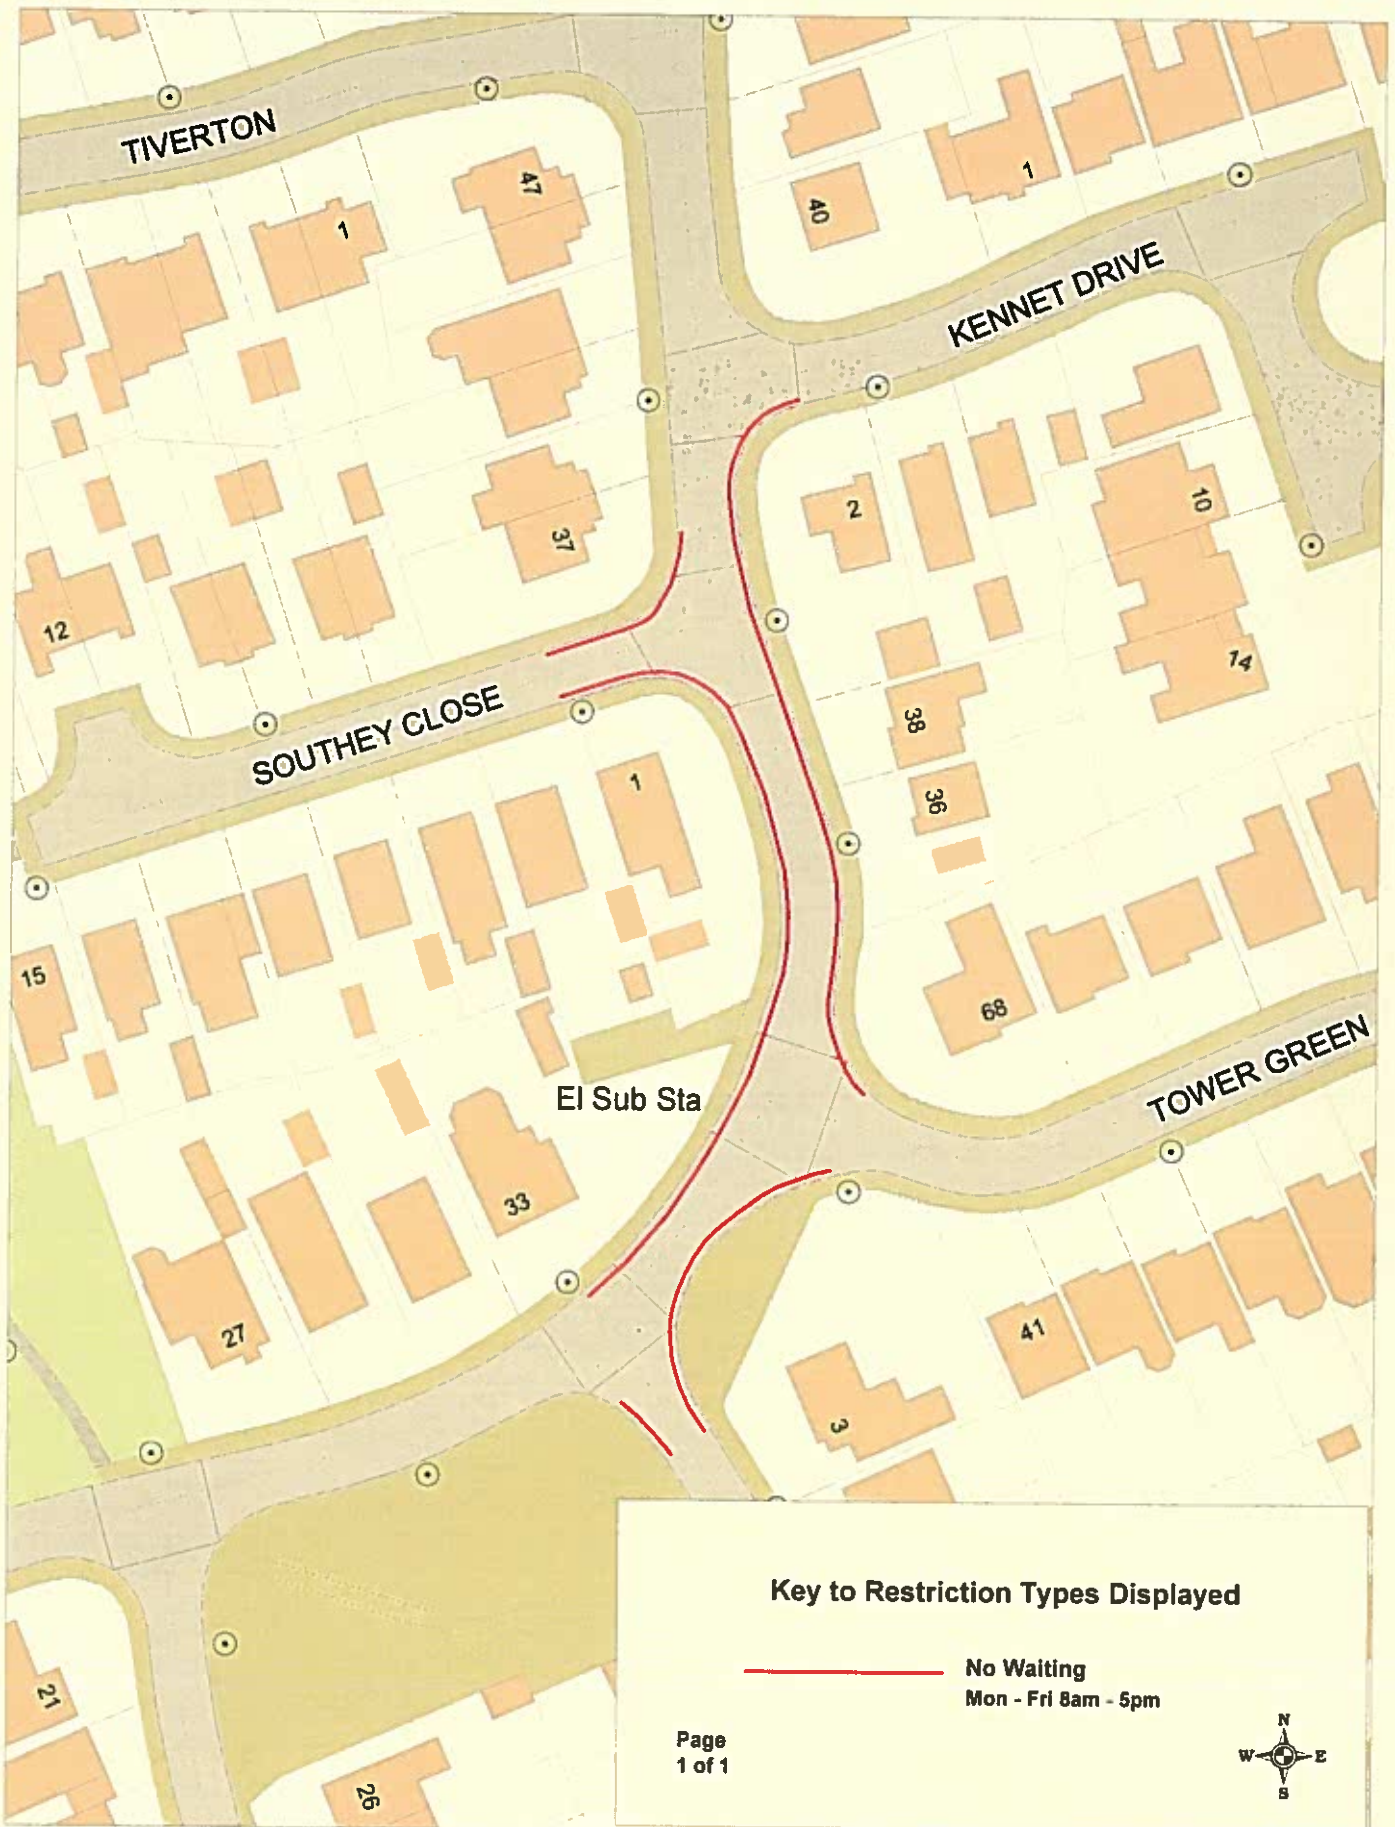 TIVERTON
47
1
40
1
KENNET DRIVE
2
10
37
12
14
38
SOUTHEY CLOSE
36
1
15
68
TOWER GREEN
El Sub Sta
33
27
41
3
Key to Restriction Types Displayed
No Waiting
Mon - Fri 8am - 5pm
21
Page
1 of 1
N
W E
S
26